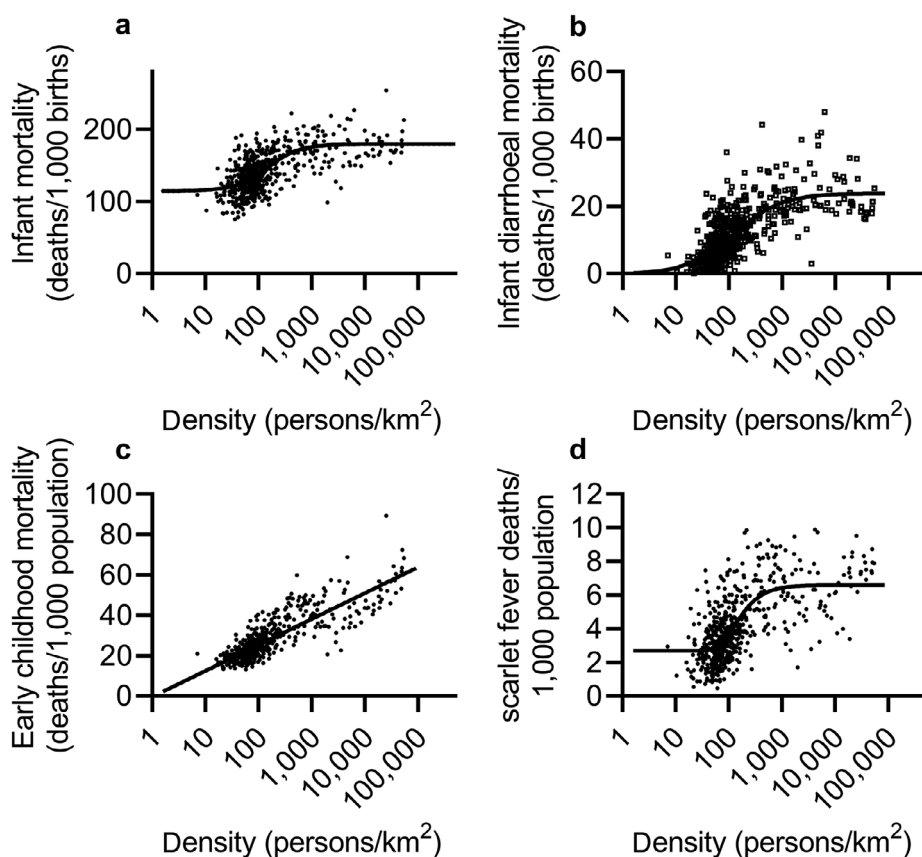 a
Infant mortality
(deaths/1,000 births)
200
100
0
1
10
100
1,000
10,000
100,000
Density (persons/km²)
b
Infant diarrhoeal mortality
(deaths/1,000 births)
60
40
20
0
1
10
100
1,000
10,000
100,000
Density (persons/km²)
c
Early childhood mortality
(deaths/1,000 population)
100
80
60
40
20
0
1
10
100
1,000
10,000
100,000
Density (persons/km²)
d
scarlet fever deaths/
1,000 population
12
10
8
6
4
2
0
1
10
100
1,000
10,000
100,000
Density (persons/km²)